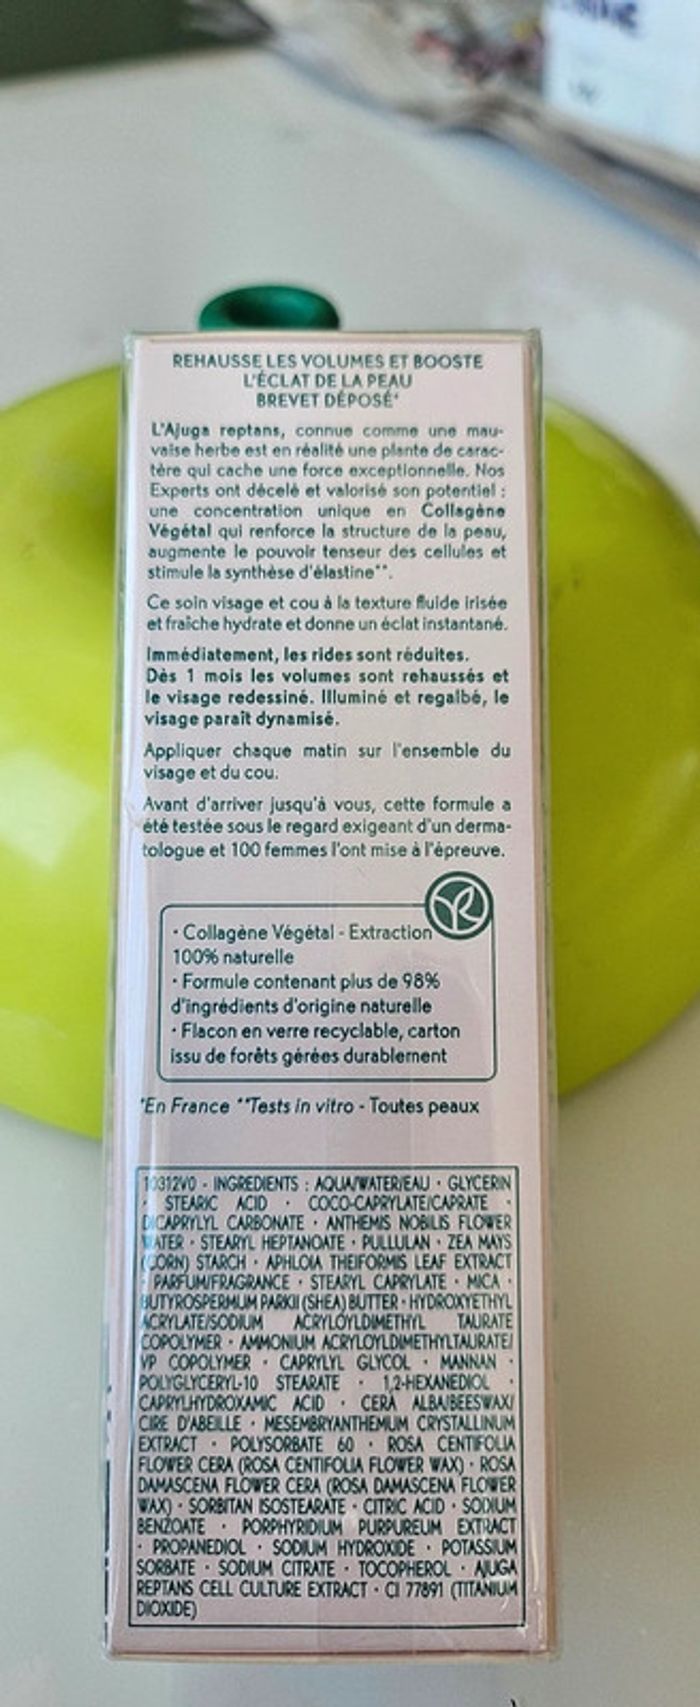 REHAUSSE LES VOLUMES ET BOOSTE
L'ÉCLAT DE LA PEAU
BREVET DÉPOSÉ*
L'Ajuga reptans, connue comme une mau-
vaise herbe est en réalité une plante de carac-
tère qui cache une force exceptionnelle. Nos
Experts ont décelé et valorisé son potentiel :
une concentration unique en Collagène
Végétal qui renforce la structure de la peau,
augmente le pouvoir tenseur des cellules et
stimule la synthèse d'élastine**.
Ce soin visage et cou à la texture fluide irisée
et fraîche hydrate et donne un éclat instantané.
Immédiatement, les rides sont réduites.
Dès 1 mois les volumes sont rehaussés et
le visage redessiné. Illuminé et regalbé, le
visage paraît dynamisé.
Appliquer chaque matin sur l'ensemble du
visage et du cou.
Avant d'arriver jusqu'à vous, cette formule a
été testée sous le regard exigeant d'un derma-
tologue et 100 femmes l'ont mise à l'épreuve.
• Collagène Végétal - Extraction
100% naturelle
• Formule contenant plus de 98%
d'ingrédients d'origine naturelle
• Flacon en verre recyclable, carton
issu de forêts gérées durablement
*En France **Tests in vitro - Toutes peaux
10312V0 - INGREDIENTS : AQUA/WATER/EAU · GLYCERIN
· STEARIC ACID · COCO-CAPRYLATE/CAPRATE ·
DICAPRYLYL CARBONATE · ANTHEMIS NOBILIS FLOWER
WATER · STEARYL HEPTANOATE · PULLULAN · ZEA MAYS
(CORN) STARCH · APHLOIA THEIFORMIS LEAF EXTRACT
· PARFUM/FRAGRANCE · STEARYL CAPRYLATE · MICA ·
BUTYROSPERMUM PARKII (SHEA) BUTTER · HYDROXYETHYL
ACRYLATE/SODIUM ACRYLOYLDIMETHYL TAURATE
COPOLYMER · AMMONIUM ACRYLOYLDIMETHYLTAURATE/
VP COPOLYMER · CAPRYLYL GLYCOL · MANNAN ·
POLYGLYCERYL-10 STEARATE · 1,2-HEXANEDIOL ·
CAPRYLHYDROXAMIC ACID · CERA ALBA/BEESWAX/
CIRE D'ABEILLE · MESEMBRYANTHEMUM CRYSTALLINUM
EXTRACT · POLYSORBATE 60 · ROSA CENTIFOLIA
FLOWER CERA (ROSA CENTIFOLIA FLOWER WAX) · ROSA
DAMASCENA FLOWER CERA (ROSA DAMASCENA FLOWER
WAX) · SORBITAN ISOSTEARATE · CITRIC ACID · SODIUM
BENZOATE · PORPHYRIDIUM PURPUREUM EXTRACT
· PROPANEDIOL · SODIUM HYDROXIDE · POTASSIUM
SORBATE · SODIUM CITRATE · TOCOPHEROL · AJUGA
REPTANS CELL CULTURE EXTRACT · CI 77891 (TITANIUM
DIOXIDE)